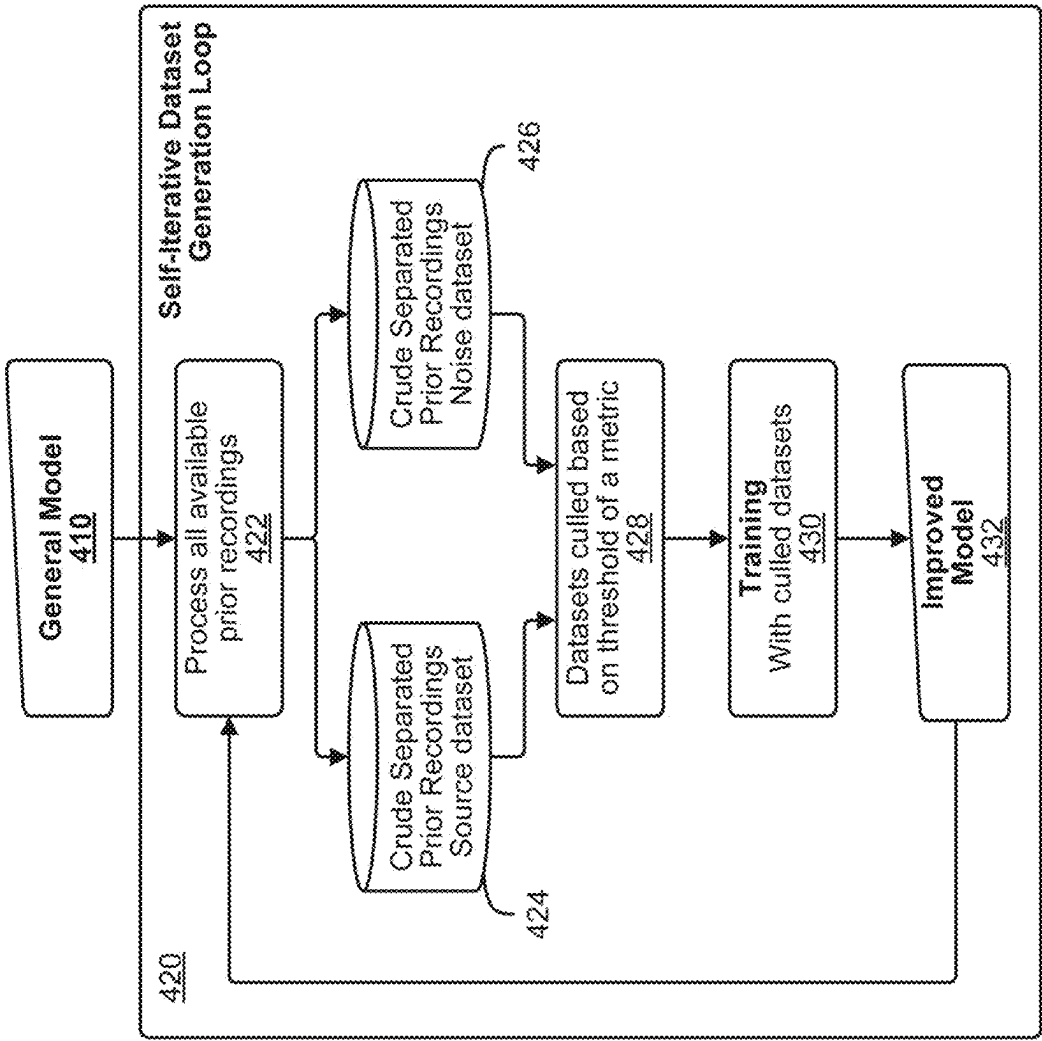 General Model
410
420
Self-Iterative Dataset
Generation Loop
Process all available
prior recordings
422
Crude Separated
Prior Recordings
Source dataset
424
Crude Separated
Prior Recordings
Noise dataset
426
Datasets culled based
on threshold of a metric
428
Training
With culled datasets
430
Improved
Model
432